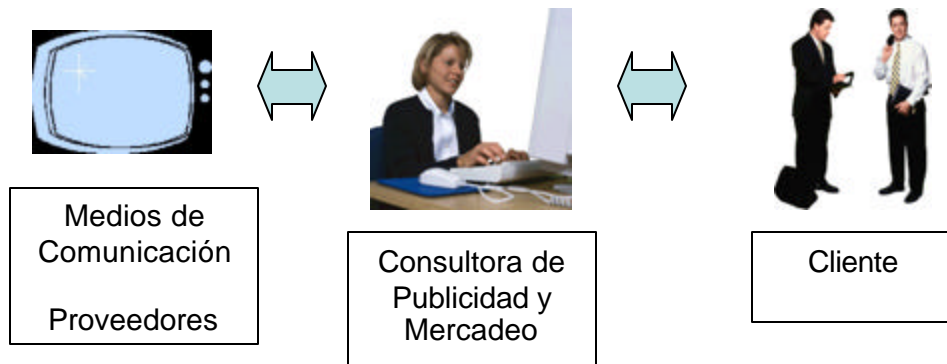 Medios de
Comunicación
Proveedores
Consultora de
Publicidad y
Mercadeo
Cliente